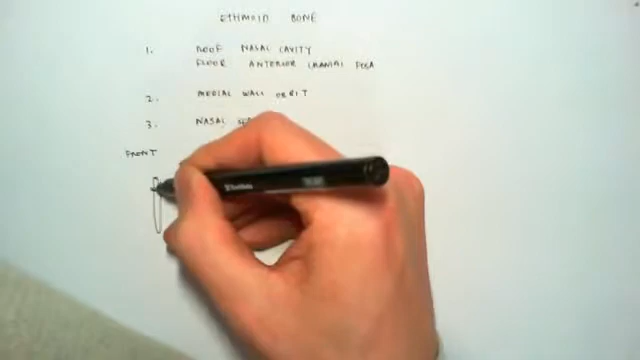 ETHMOID BONE
1. ROOF NASAL CAVITY
FLOOR ANTERIOR CRANIAL FOSA
2. MEDIAL WALL ORBIT
3. NASAL
FRONT